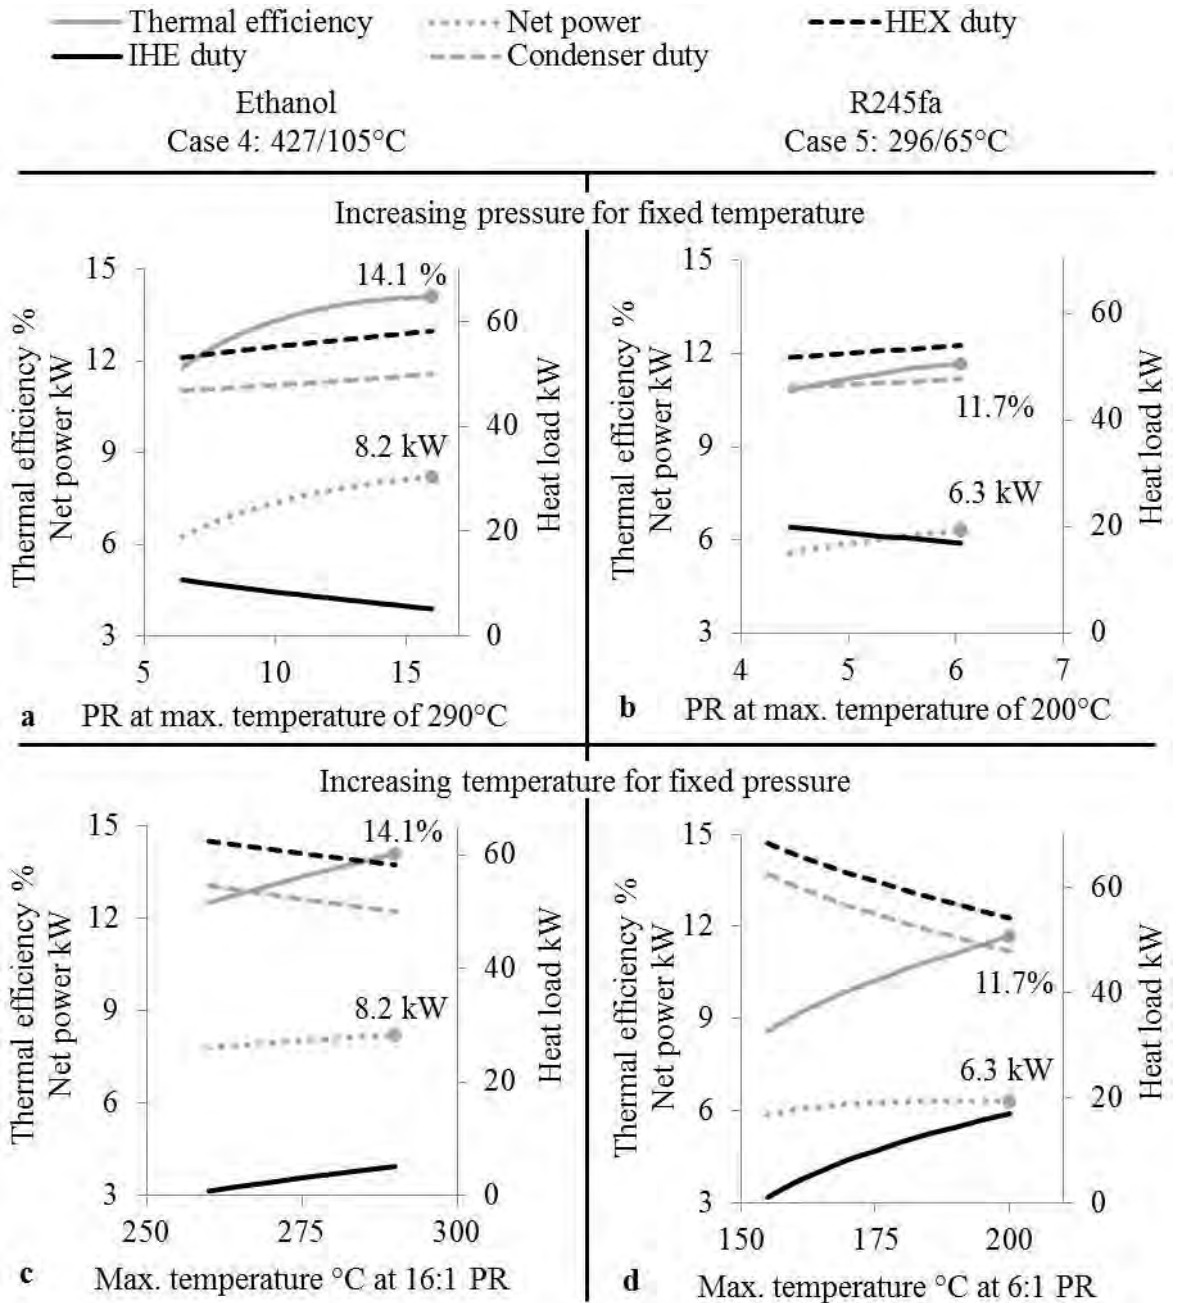 Thermal efficiency Net power HEX duty
IHE duty Condenser duty
Ethanol
Case 4: 427/105°C
R245fa
Case 5: 296/65°C
Increasing pressure for fixed temperature
Thermal efficiency %
Net power kW
15
12
9
6
3
14.1 %
8.2 kW
60
40
20
0
Heat load kW
5 10 15
a PR at max. temperature of 290°C
Thermal efficiency %
Net power kW
15
12
9
6
3
11.7%
6.3 kW
60
40
20
0
Heat load kW
4 5 6 7
b PR at max. temperature of 200°C
Increasing temperature for fixed pressure
Thermal efficiency %
Net power kW
15
12
9
6
3
14.1%
8.2 kW
60
40
20
0
Heat load kW
250 275 300
c Max. temperature °C at 16:1 PR
Thermal efficiency %
Net power kW
15
12
9
6
3
11.7%
6.3 kW
60
40
20
0
Heat load kW
150 175 200
d Max. temperature °C at 6:1 PR